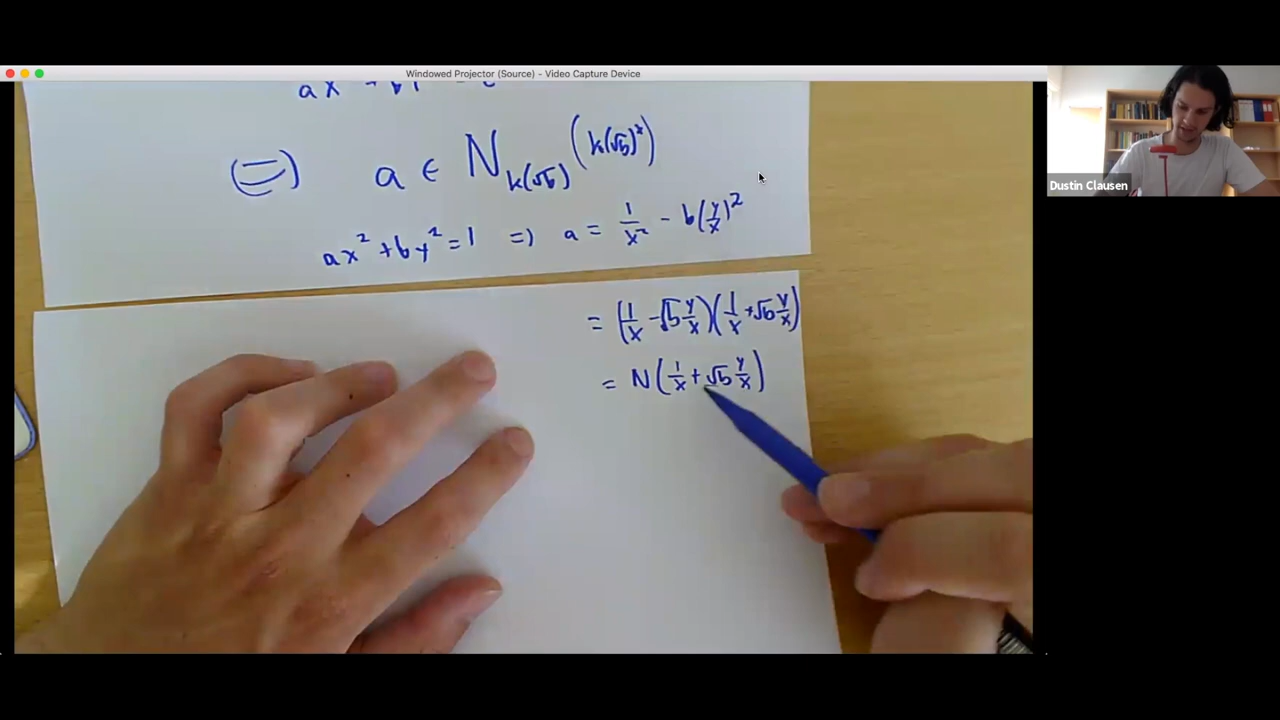 Windowed Projector (Source) - Video Capture Device
(=) a ∈ N_{k(√b)} (k(√b)^x)
ax² + by² = 1 => a = 1/x² - b(y/x)²
= (1/x - √b y/x)(1/x + √b y/x)
= N(1/x + √b y/x)
Dustin Clausen